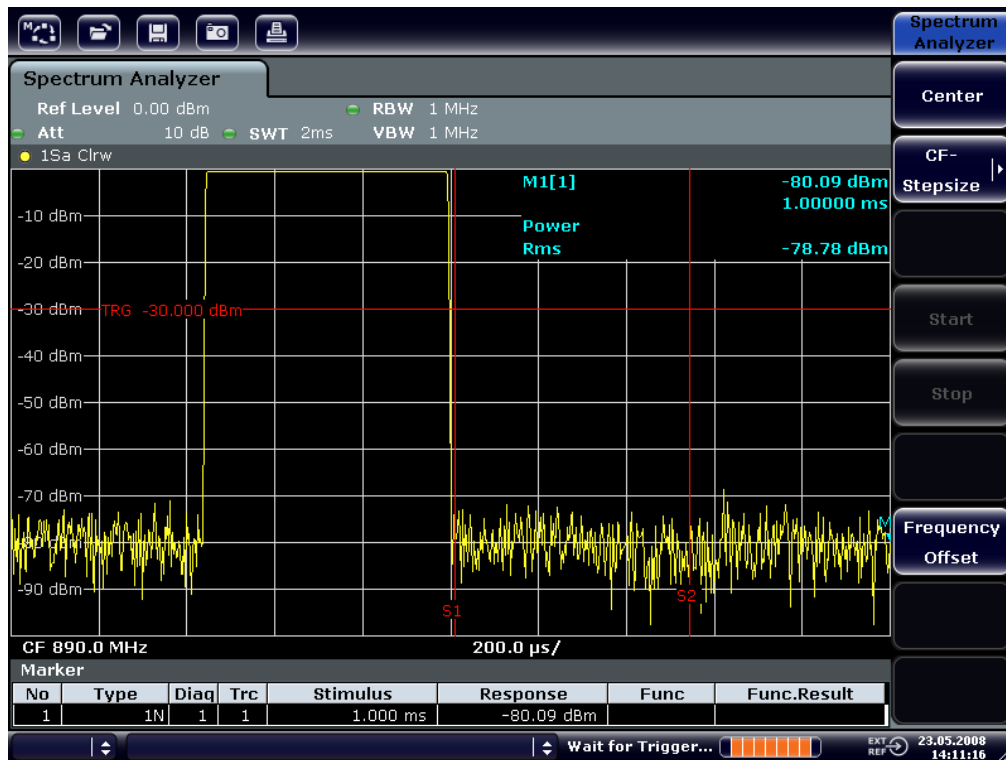 Spectrum Analyzer
Spectrum Analyzer
Ref Level 0.00 dBm RBW 1 MHz
Att 10 dB SWT 2ms VBW 1 MHz
1Sa Clrw
M1[1] -80.09 dBm
1.00000 ms
Power
Rms -78.78 dBm
-10 dBm
-20 dBm
-30 dBm TRG -30.000 dBm
-40 dBm
-50 dBm
-60 dBm
-70 dBm
-80 dBm
-90 dBm
M
S1
S2
CF 890.0 MHz 200.0 µs/
Marker
No Type Diag Trc Stimulus Response Func Func.Result
1 1N 1 1 1.000 ms -80.09 dBm
Wait for Trigger... EXT REF 23.05.2008
14:11:16
Center
CF-
Stepsize
Start
Stop
Frequency
Offset